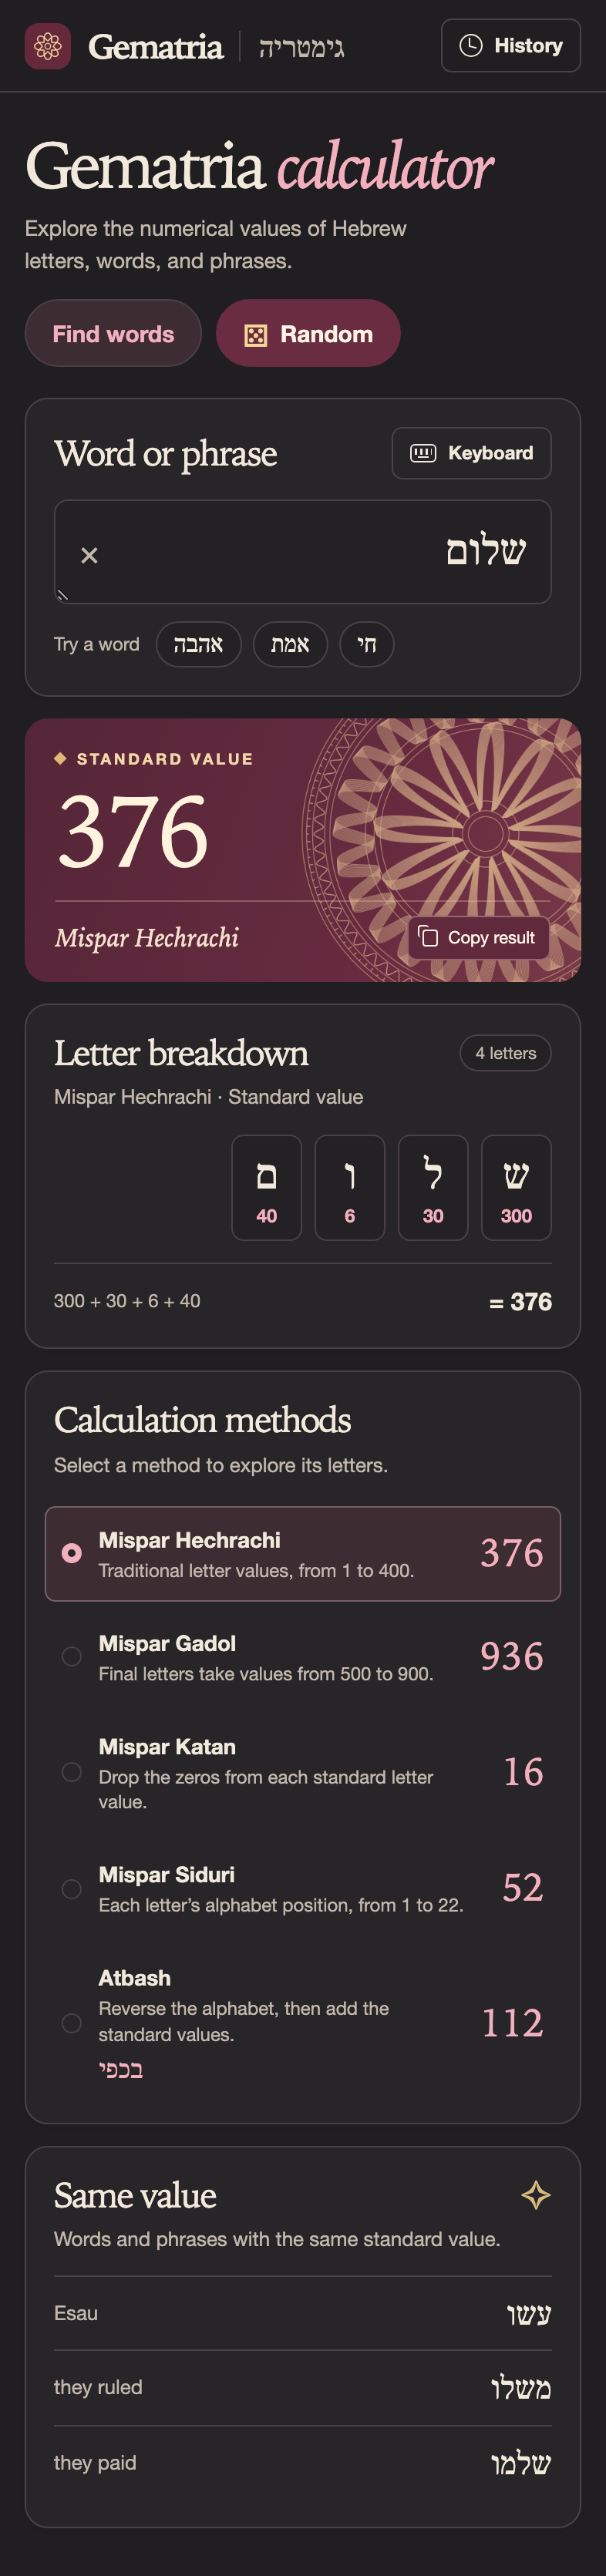 Gematria | גימטריה
History
Gematria calculator
Explore the numerical values of Hebrew
letters, words, and phrases.
Find words
Random
Word or phrase
Keyboard
שלום
Try a word
אהבה
אמת
חי
STANDARD VALUE
376
Mispar Hechrachi
Copy result
Letter breakdown
4 letters
Mispar Hechrachi · Standard value
ש ל ו ם
300 30 6 40
300 + 30 + 6 + 40
= 376
Calculation methods
Select a method to explore its letters.
Mispar Hechrachi
Traditional letter values, from 1 to 400.
376
Mispar Gadol
Final letters take values from 500 to 900.
936
Mispar Katan
Drop the zeros from each standard letter
value.
16
Mispar Siduri
Each letter’s alphabet position, from 1 to 22.
52
Atbash
Reverse the alphabet, then add the
standard values.
בכפי
112
Same value
Words and phrases with the same standard value.
Esau
עשו
they ruled
משלו
they paid
שלמו